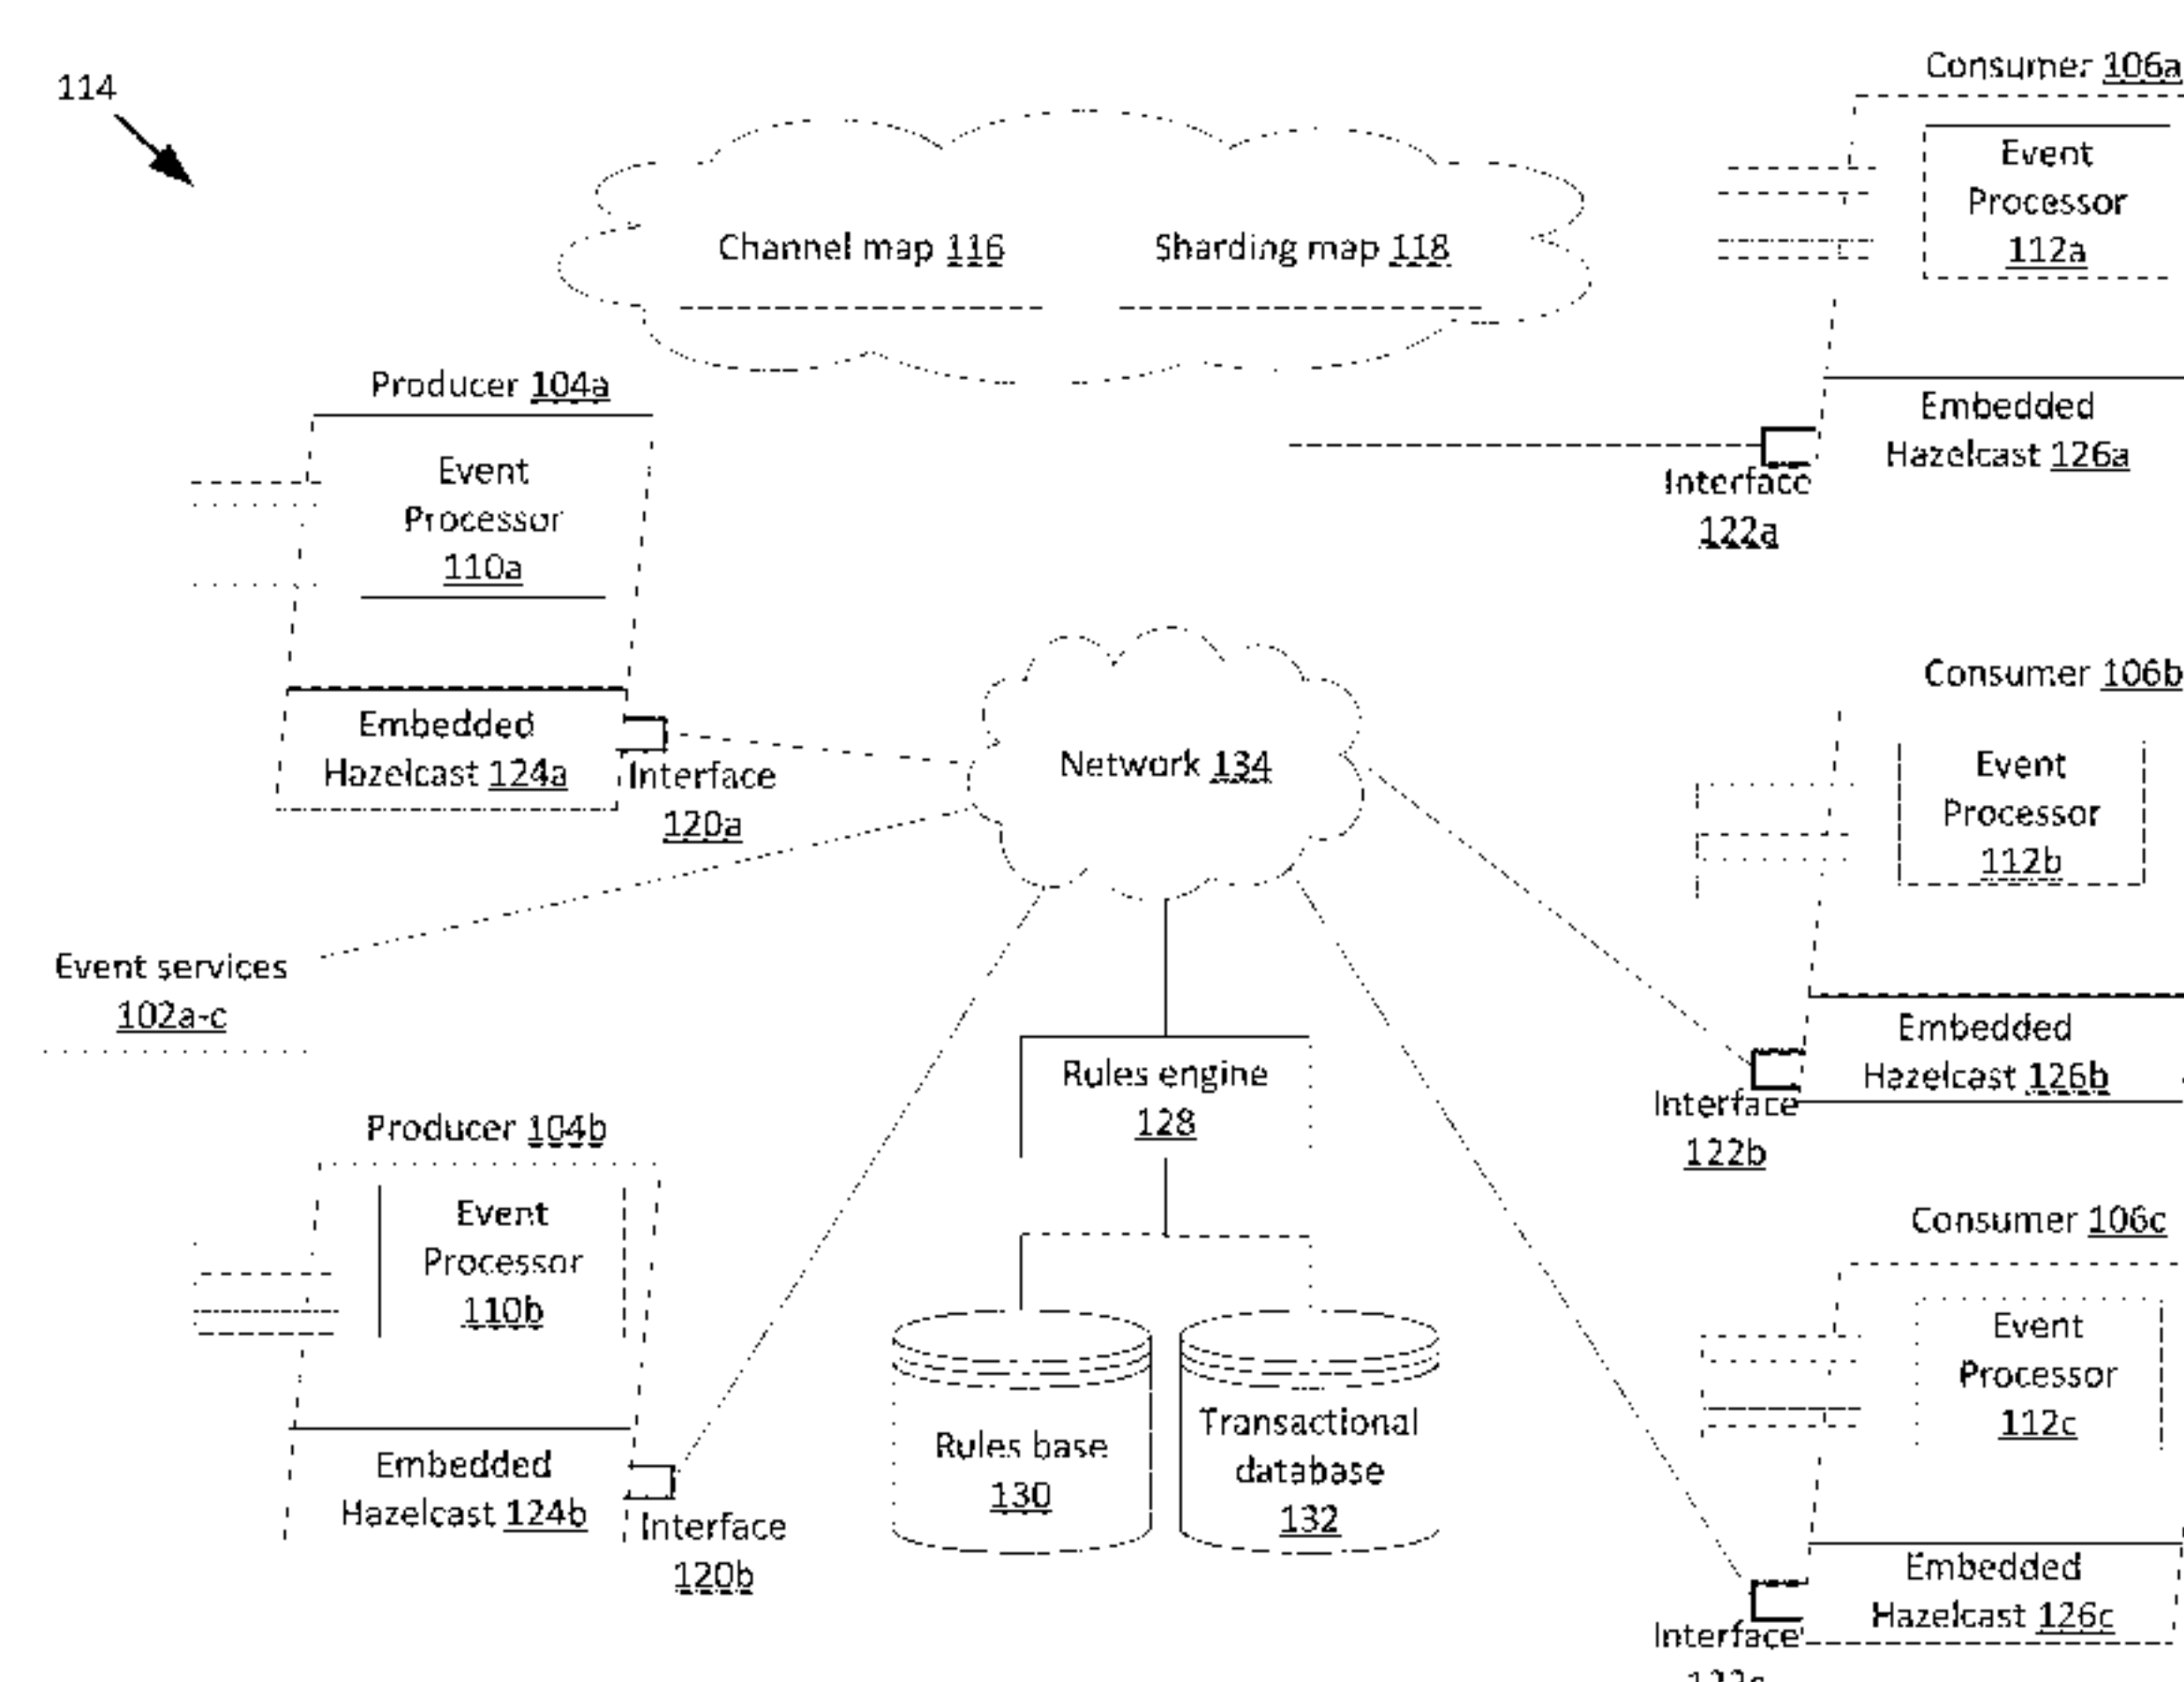 114
Channel map 116
Sharding map 118
Consumer 106a
Event
Processor
112a
Embedded
Hazelcast 126a
Interface
122a
Producer 104a
Event
Processor
110a
Embedded
Hazelcast 124a
Interface
120a
Network 134
Consumer 106b
Event
Processor
112b
Embedded
Hazelcast 126b
Interface
122b
Event services
102a-c
Rules engine
128
Producer 104b
Event
Processor
110b
Embedded
Hazelcast 124b
Interface
120b
Rules base
130
Transactional
database
132
Consumer 106c
Event
Processor
112c
Embedded
Hazelcast 126c
Interface